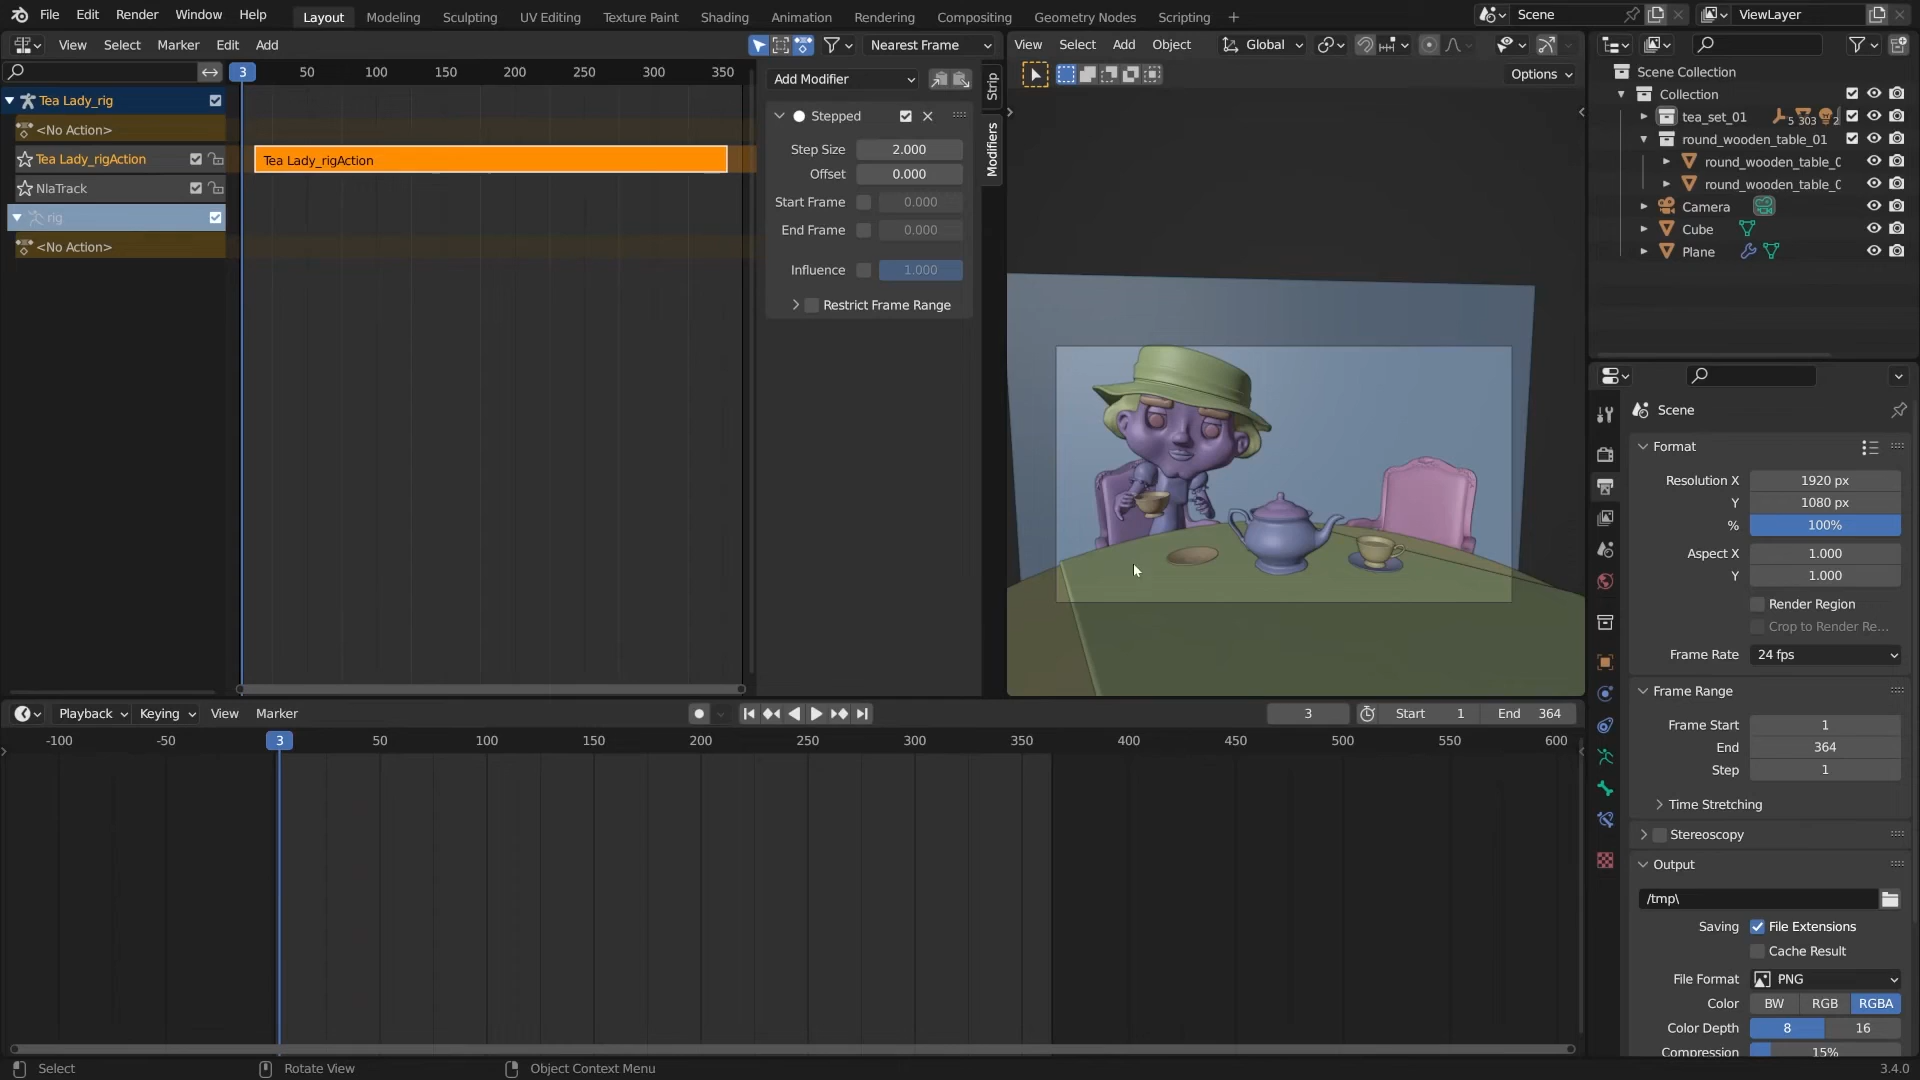 File Edit Render Window Help Layout Modeling Sculpting UV Editing Texture Paint Shading Animation Rendering Compositing Geometry Nodes Scripting + Scene ViewLayer
View Select Marker Edit Add Nearest Frame
View Select Add Object Global
3 50 100 150 200 250 300 350
Tea Lady_rig
<No Action>
Tea Lady_rigAction
NlaTrack
rig
<No Action>
Tea Lady_rigAction
Add Modifier
Stepped
Step Size 2.000
Offset 0.000
Start Frame 0.000
End Frame 0.000
Influence 1.000
Restrict Frame Range
Strip
Modifiers
Options
Scene Collection
Collection
tea_set_01 5 303 2
round_wooden_table_01
round_wooden_table_0
round_wooden_table_0
Camera
Cube
Plane
Scene
Format
Resolution X 1920 px
Y 1080 px
% 100%
Aspect X 1.000
Y 1.000
Render Region
Crop to Render Re...
Frame Rate 24 fps
Frame Range
Frame Start 1
End 364
Step 1
Time Stretching
Stereoscopy
Output
/tmp\
Saving File Extensions
Cache Result
File Format PNG
Color BW RGB RGBA
Color Depth 8 16
Compression 15%
Playback Keying View Marker 3 Start 1 End 364
-100 -50 3 50 100 150 200 250 300 350 400 450 500 550 600
Select Rotate View Object Context Menu 3.4.0